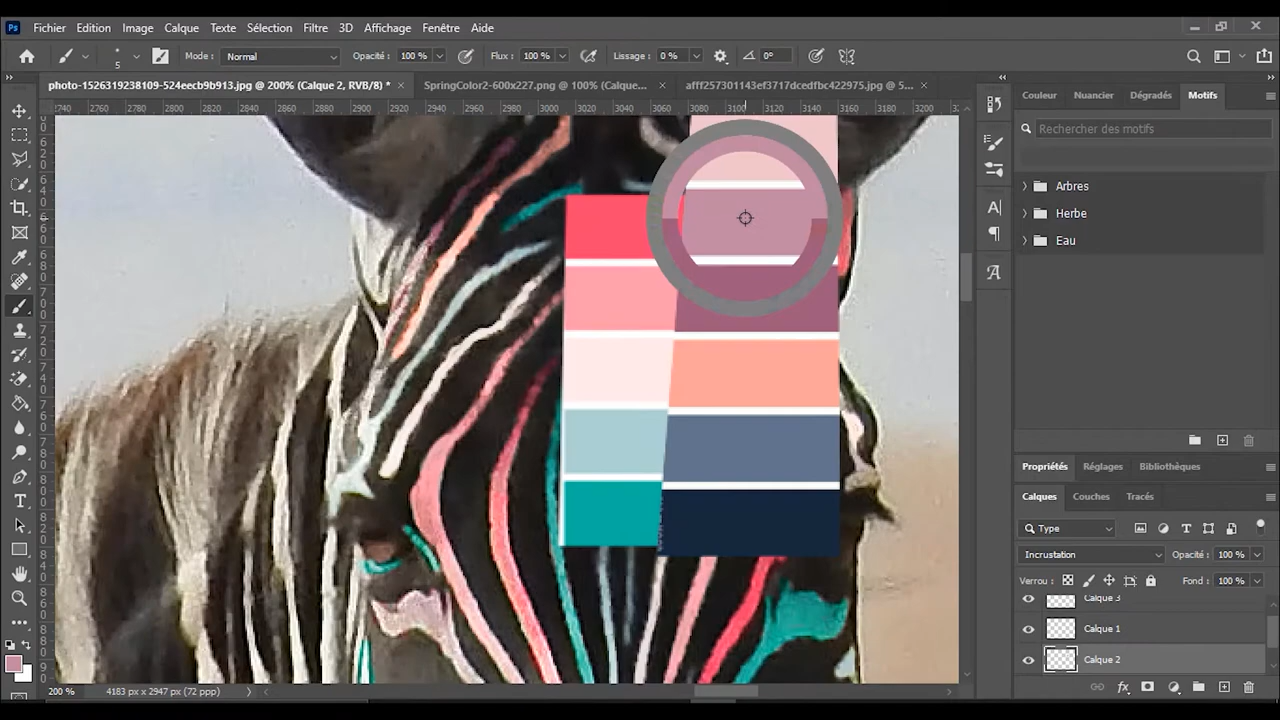 Ps Fichier Edition Image Calque Texte Sélection Filtre 3D Affichage Fenêtre Aide
5 Mode : Normal Opacité : 100 % Flux : 100 % Lissage : 0 % 0°
photo-1526319238109-524eecb9b913.jpg @ 200% (Calque 2, RVB/8) * × SpringColor2-600x227.png @ 100% (Calque... × afff257301143ef3717dcedfbc422975.jpg @ 5... ×
2740 2760 2780 2800 2820 2840 2860 2880 2900 2920 2940 2960 2980 3000 3020 3040 3060 3080 3100 3120 3140 3160 3180 3200
Couleur Nuancier Dégradés Motifs
Rechercher des motifs
Arbres
Herbe
Eau
Propriétés Réglages Bibliothèques
Calques Couches Tracés
Type
Incrustation Opacité : 100 %
Verrou : Fond : 100 %
Calque 3
Calque 1
Calque 2
fx
200 % 4183 px x 2947 px (72 ppp)